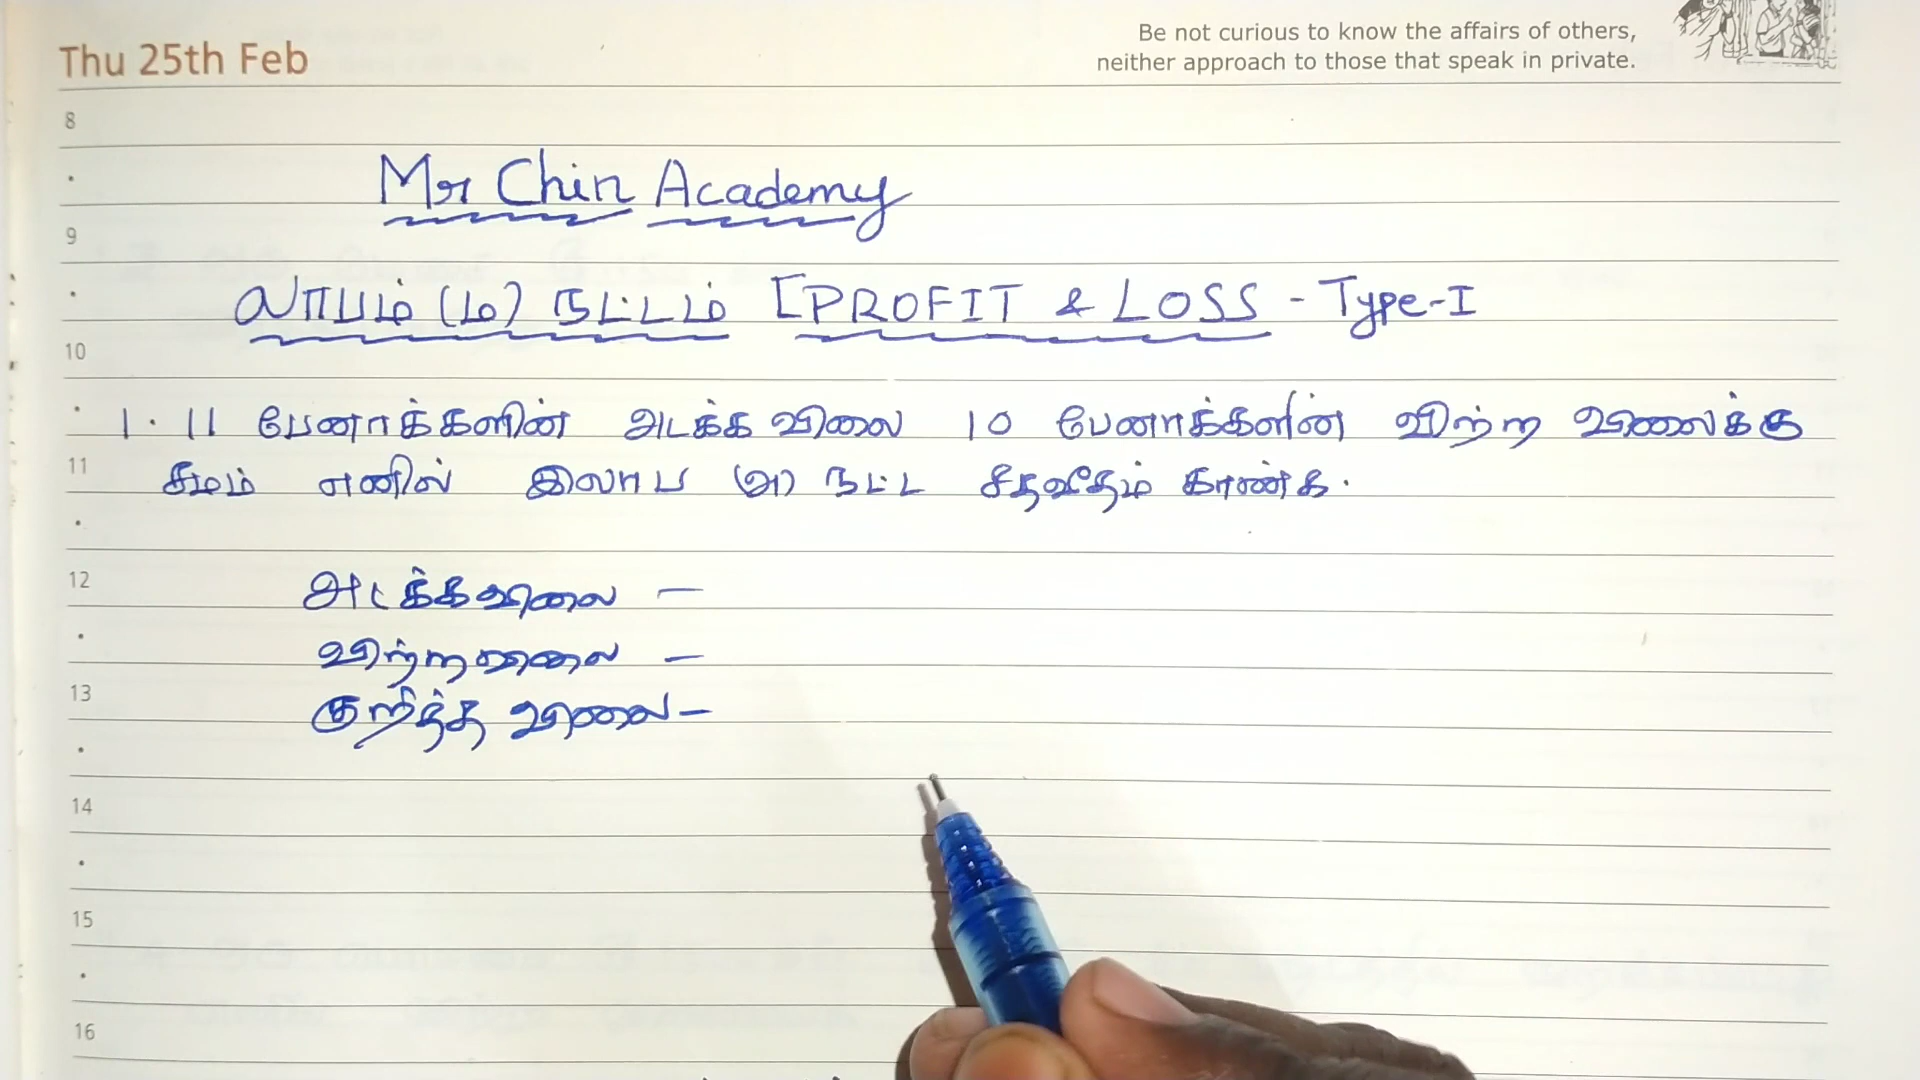 Thu 25th Feb
Be not curious to know the affairs of others,
neither approach to those that speak in private.
8
Mr Chin Academy
9
லாபம் (ம) நட்டம் [PROFIT & LOSS - Type-I
10
1. 11 பேனாக்களின் அடக்க விலை 10 பேனாக்களின் விற்ற விலைக்கு
11
சமம் எனில் இலாப (அ) நட்ட சதவீதம் காண்க.
12
அடக்கவிலை –
விற்றவிலை –
13
குறித்த விலை –
14
15
16